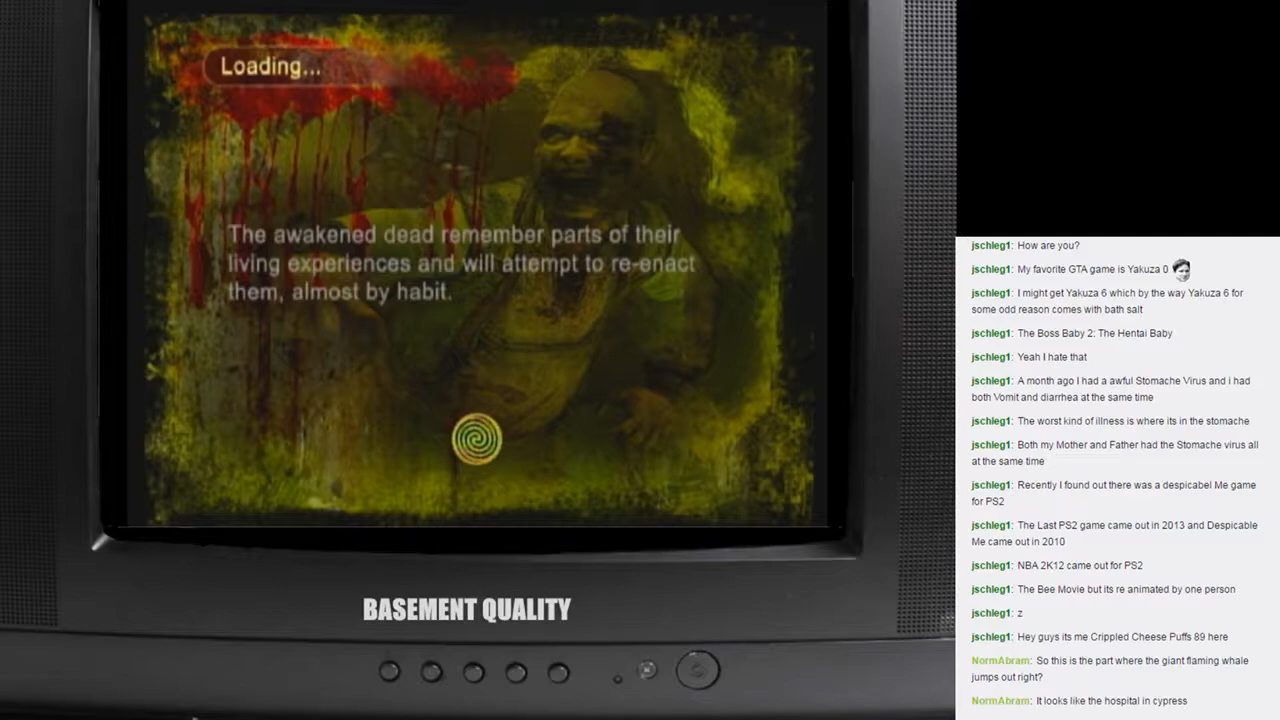 Loading...
The awakened dead remember parts of their
living experiences and will attempt to re-enact
them, almost by habit.
BASEMENT QUALITY
jschleg1: How are you?
jschleg1: My favorite GTA game is Yakuza 0
jschleg1: I might get Yakuza 6 which by the way Yakuza 6 for
some odd reason comes with bath salt
jschleg1: The Boss Baby 2: The Hentai Baby
jschleg1: Yeah I hate that
jschleg1: A month ago I had a awful Stomache Virus and i had
both Vomit and diarrhea at the same time
jschleg1: The worst kind of illness is where its in the stomache
jschleg1: Both my Mother and Father had the Stomache virus all
at the same time
jschleg1: Recently I found out there was a despicabel Me game
for PS2
jschleg1: The Last PS2 game came out in 2013 and Despicable
Me came out in 2010
jschleg1: NBA 2K12 came out for PS2
jschleg1: The Bee Movie but its re animated by one person
jschleg1: z
jschleg1: Hey guys its me Crippled Cheese Puffs 89 here
NormAbram: So this is the part where the giant flaming whale
jumps out right?
NormAbram: It looks like the hospital in cypress